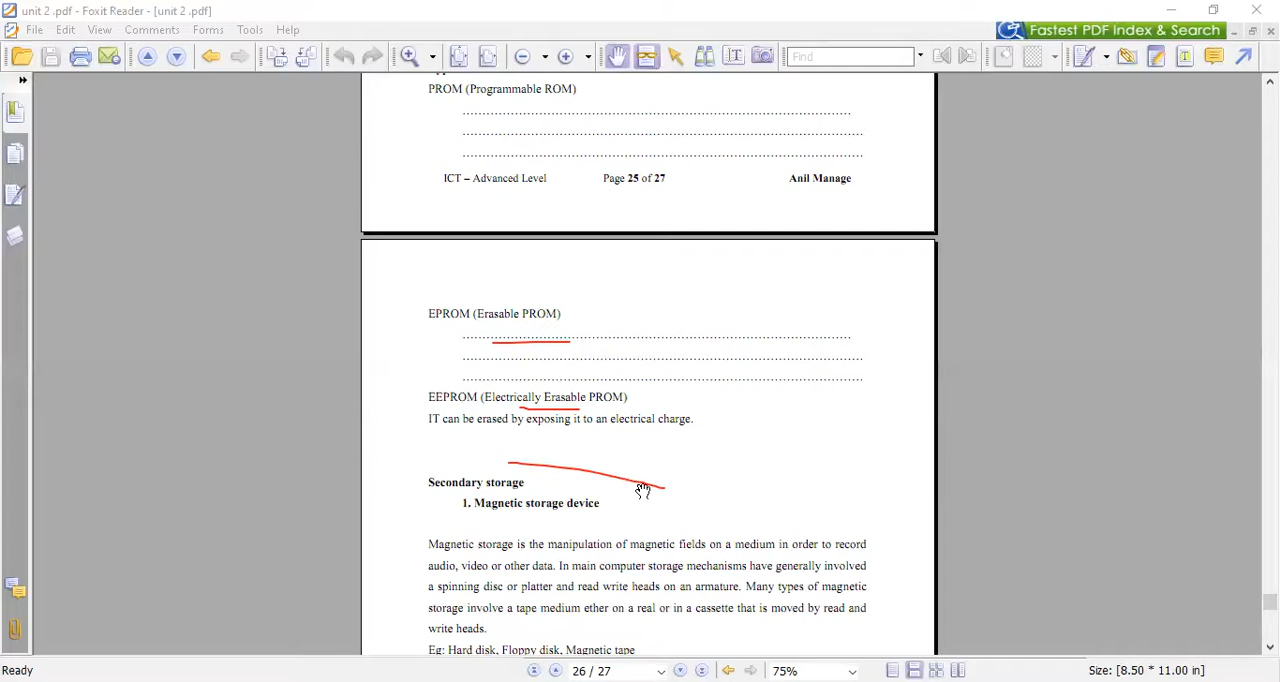 unit 2 .pdf - Foxit Reader - [unit 2 .pdf]
File Edit View Comments Forms Tools Help
Fastest PDF Index & Search
Find
PROM (Programmable ROM)
ICT – Advanced Level Page 25 of 27 Anil Manage
EPROM (Erasable PROM)
EEPROM (Electrically Erasable PROM)
IT can be erased by exposing it to an electrical charge.
Secondary storage
1. Magnetic storage device
Magnetic storage is the manipulation of magnetic fields on a medium in order to record
audio, video or other data. In main computer storage mechanisms have generally involved
a spinning disc or platter and read write heads on an armature. Many types of magnetic
storage involve a tape medium ether on a real or in a cassette that is moved by read and
write heads.
Eg: Hard disk, Floppy disk, Magnetic tape
Ready 26 / 27 75% Size: [8.50 * 11.00 in]